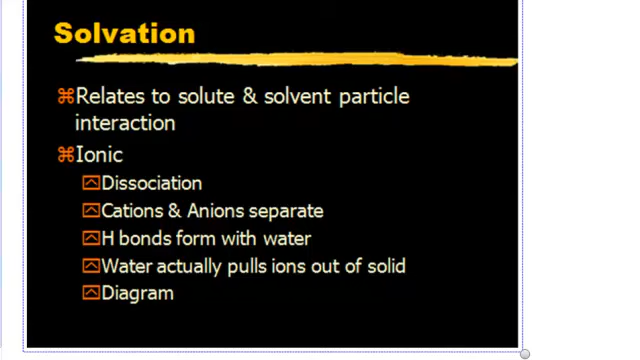 Solvation
Relates to solute & solvent particle
interaction
Ionic
Dissociation
Cations & Anions separate
H bonds form with water
Water actually pulls ions out of solid
Diagram